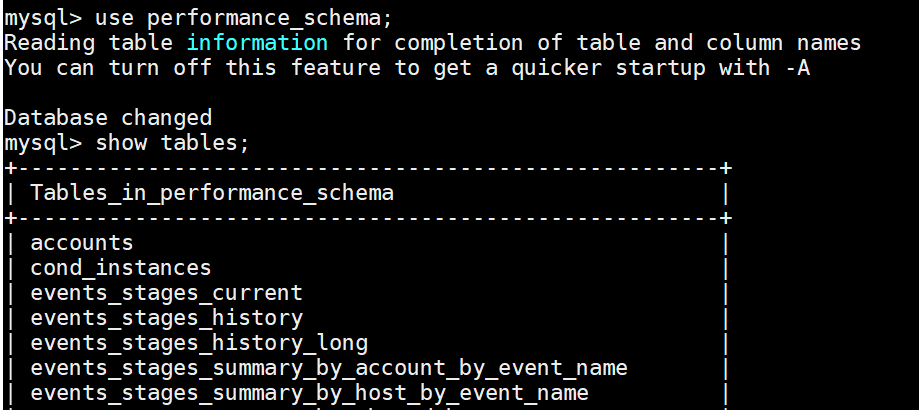 mysql> use performance_schema;
Reading table information for completion of table and column names
You can turn off this feature to get a quicker startup with -A
Database changed
mysql> show tables;
+------------------------------------------------------+
| Tables_in_performance_schema                         |
+------------------------------------------------------+
| accounts                                             |
| cond_instances                                       |
| events_stages_current                                |
| events_stages_history                                |
| events_stages_history_long                           |
| events_stages_summary_by_account_by_event_name       |
| events_stages_summary_by_host_by_event_name          |